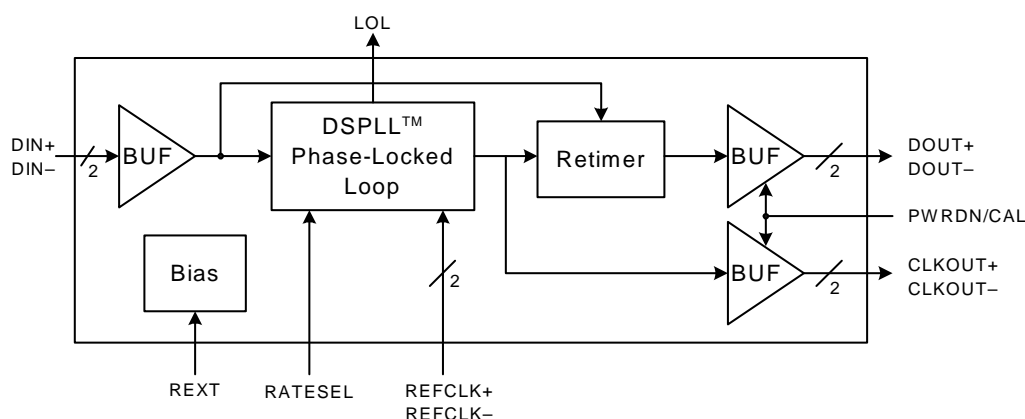 LOL
DIN+
DIN–
2
BUF
DSPLL™
Phase-Locked
Loop
Retimer
BUF
2
DOUT+
DOUT–
PWRDN/CAL
Bias
2
BUF
2
CLKOUT+
CLKOUT–
REXT
RATESEL
REFCLK+
REFCLK–